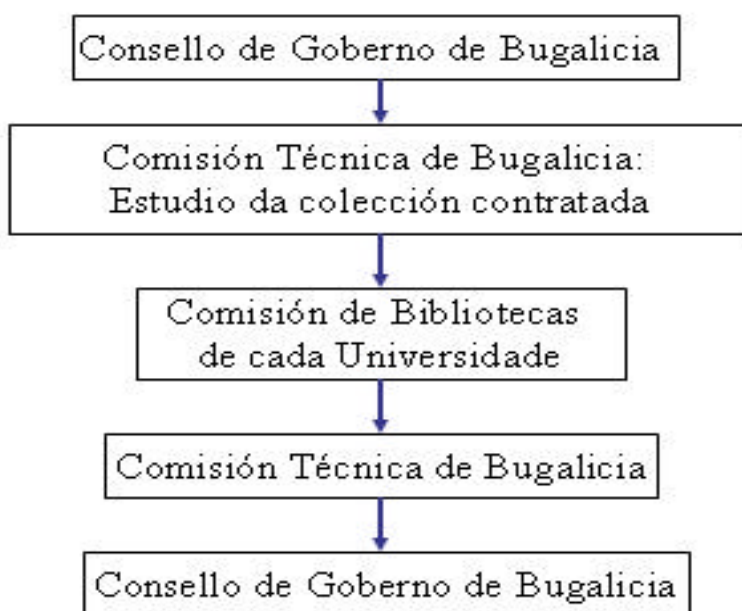 Consello de Goberno de Bugalicia
Comisión Técnica de Bugalicia:
Estudio da colección contratada
Comisión de Bibliotecas
de cada Universidade
Comisión Técnica de Bugalicia
Consello de Goberno de Bugalicia